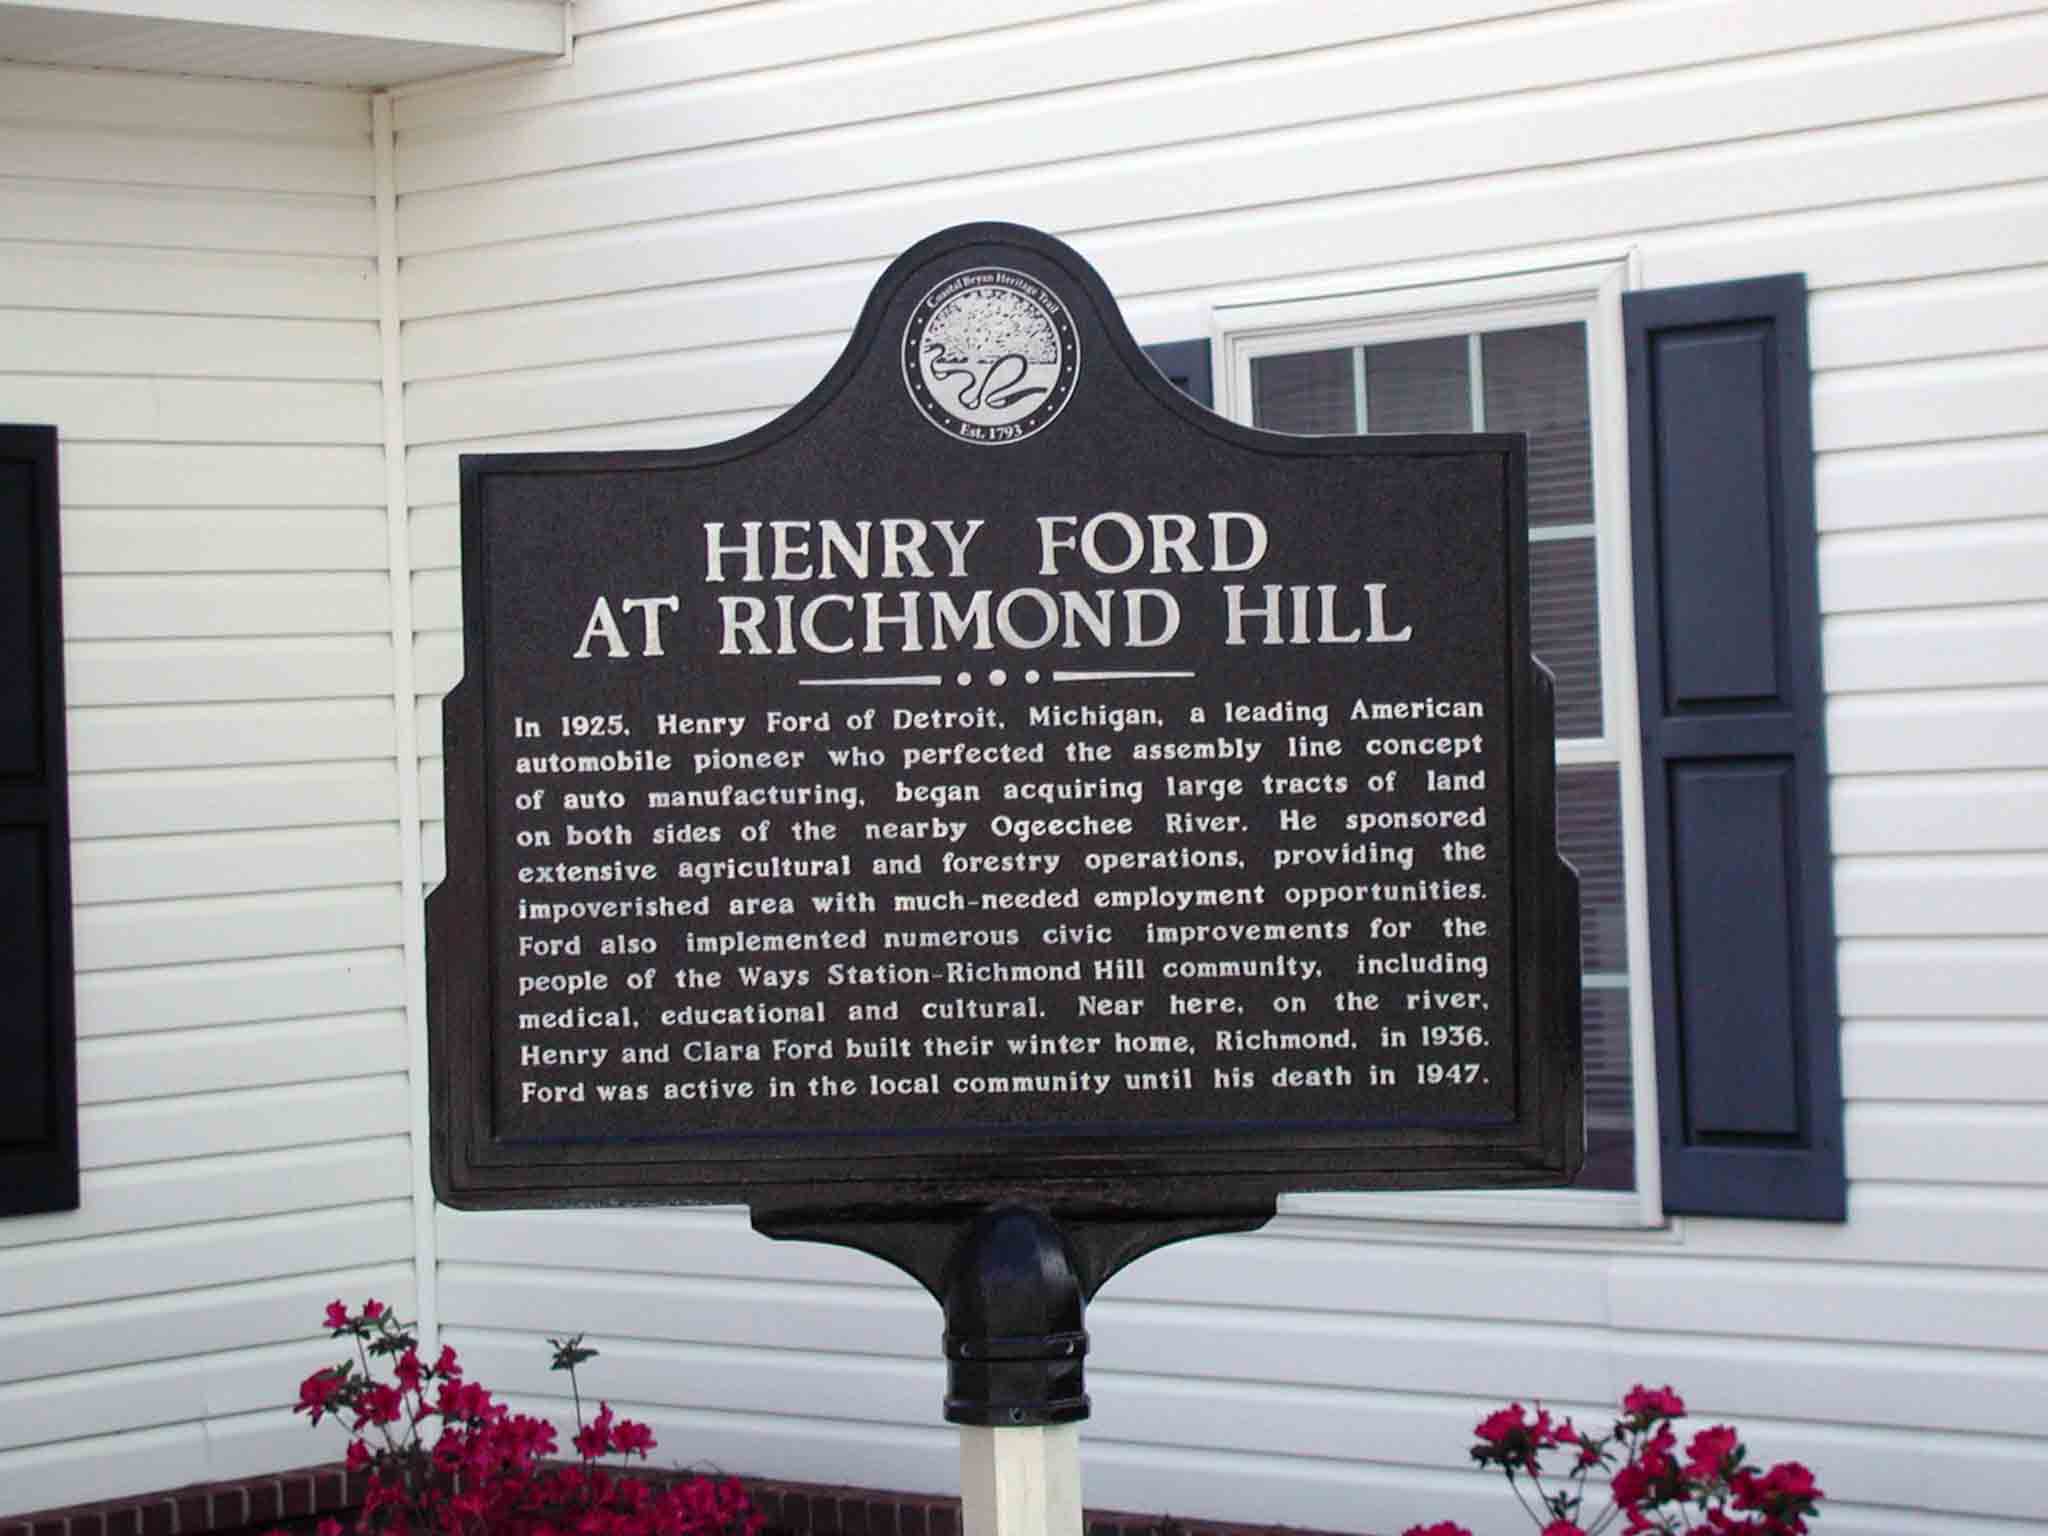 Coastal Bryan Heritage Trail
Est. 1793
HENRY FORD
AT RICHMOND HILL
In 1925, Henry Ford of Detroit, Michigan, a leading American
automobile pioneer who perfected the assembly line concept
of auto manufacturing, began acquiring large tracts of land
on both sides of the nearby Ogeechee River. He sponsored
extensive agricultural and forestry operations, providing the
impoverished area with much-needed employment opportunities.
Ford also implemented numerous civic improvements for the
people of the Ways Station-Richmond Hill community, including
medical, educational and cultural. Near here, on the river,
Henry and Clara Ford built their winter home, Richmond, in 1936.
Ford was active in the local community until his death in 1947.